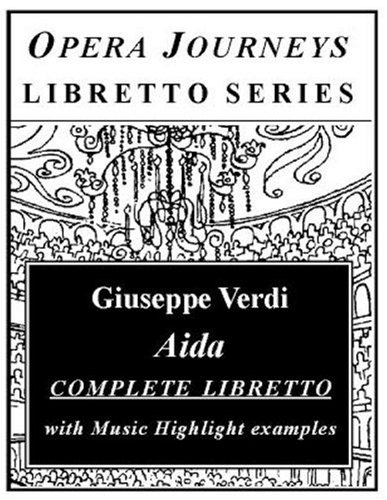 OPERA JOURNEYS
LIBRETTO SERIES
Giuseppe Verdi
Aida
COMPLETE LIBRETTO
with Music Highlight examples